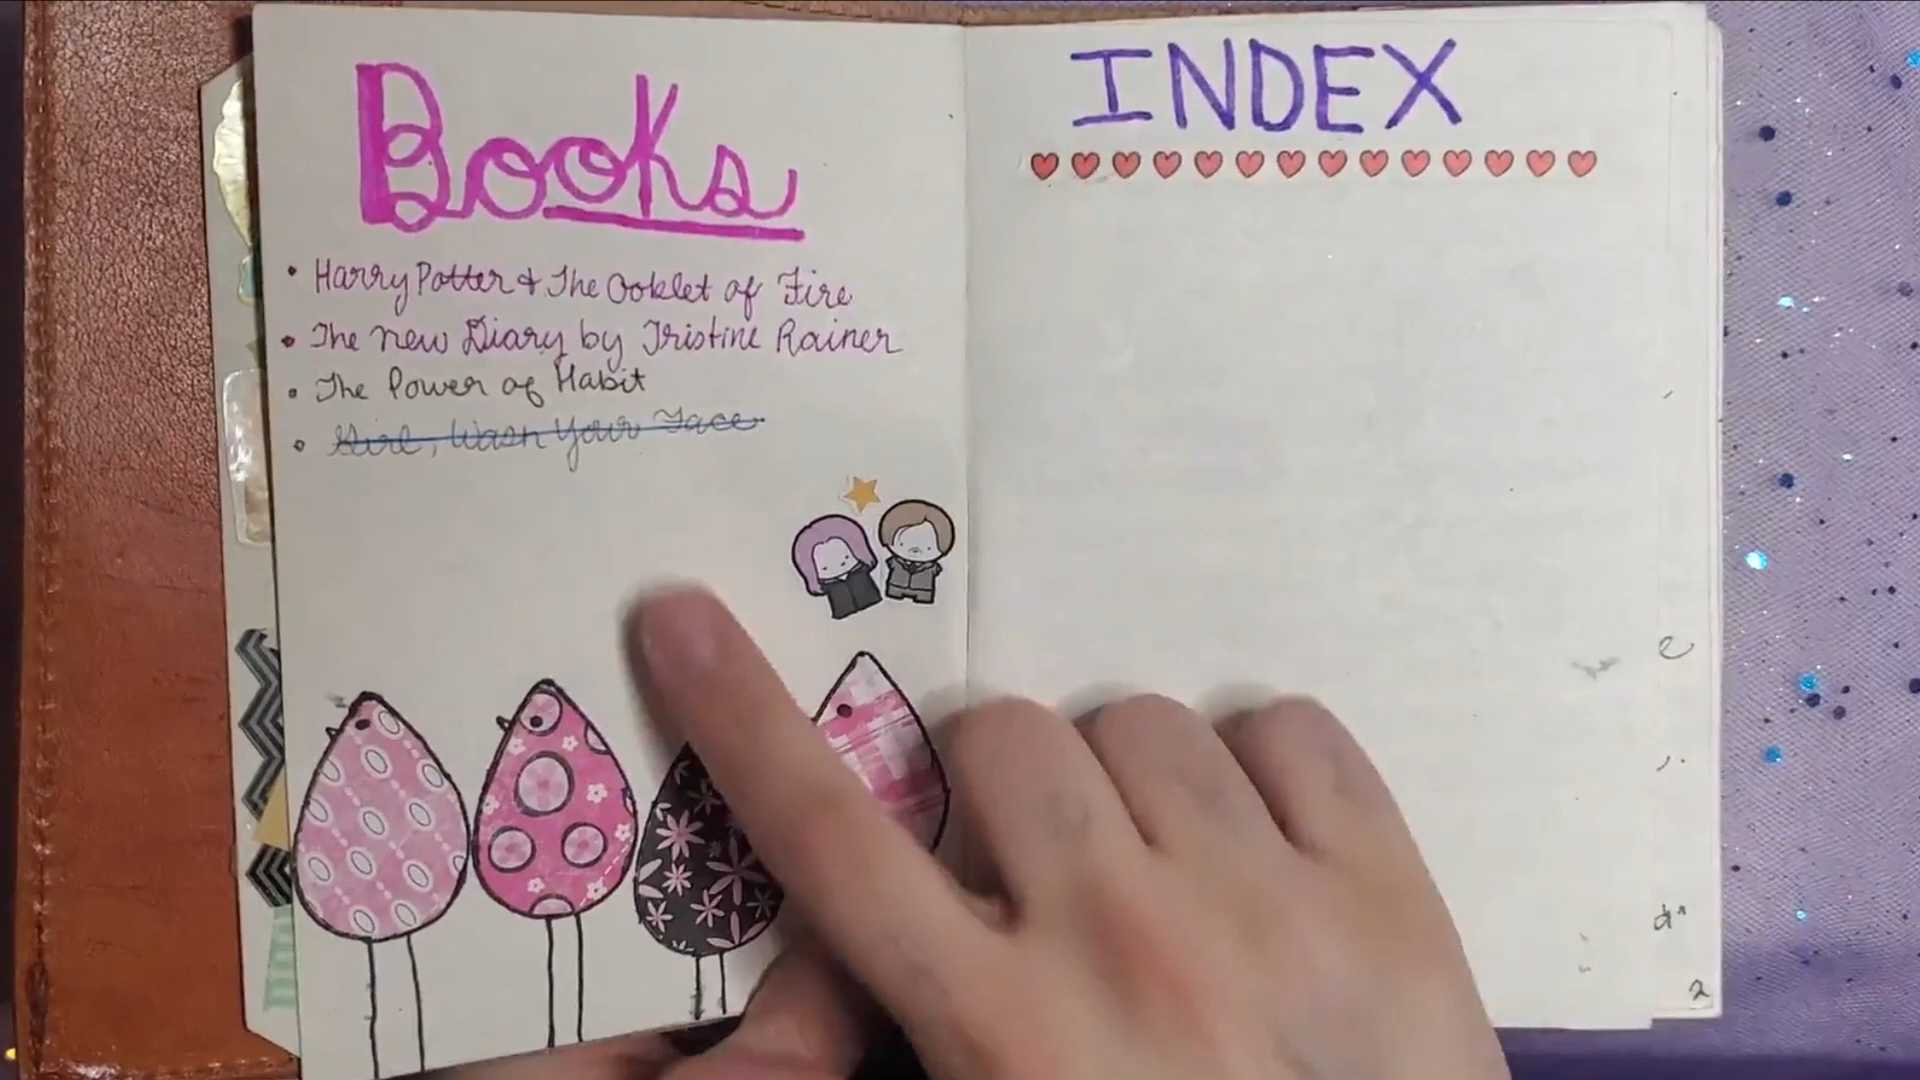 Books
• Harry Potter & The Ooklet of Fire
• The new Diary by Tristine Rainer
• The Power of Habit
• Girl, Wash Your Face
INDEX
2